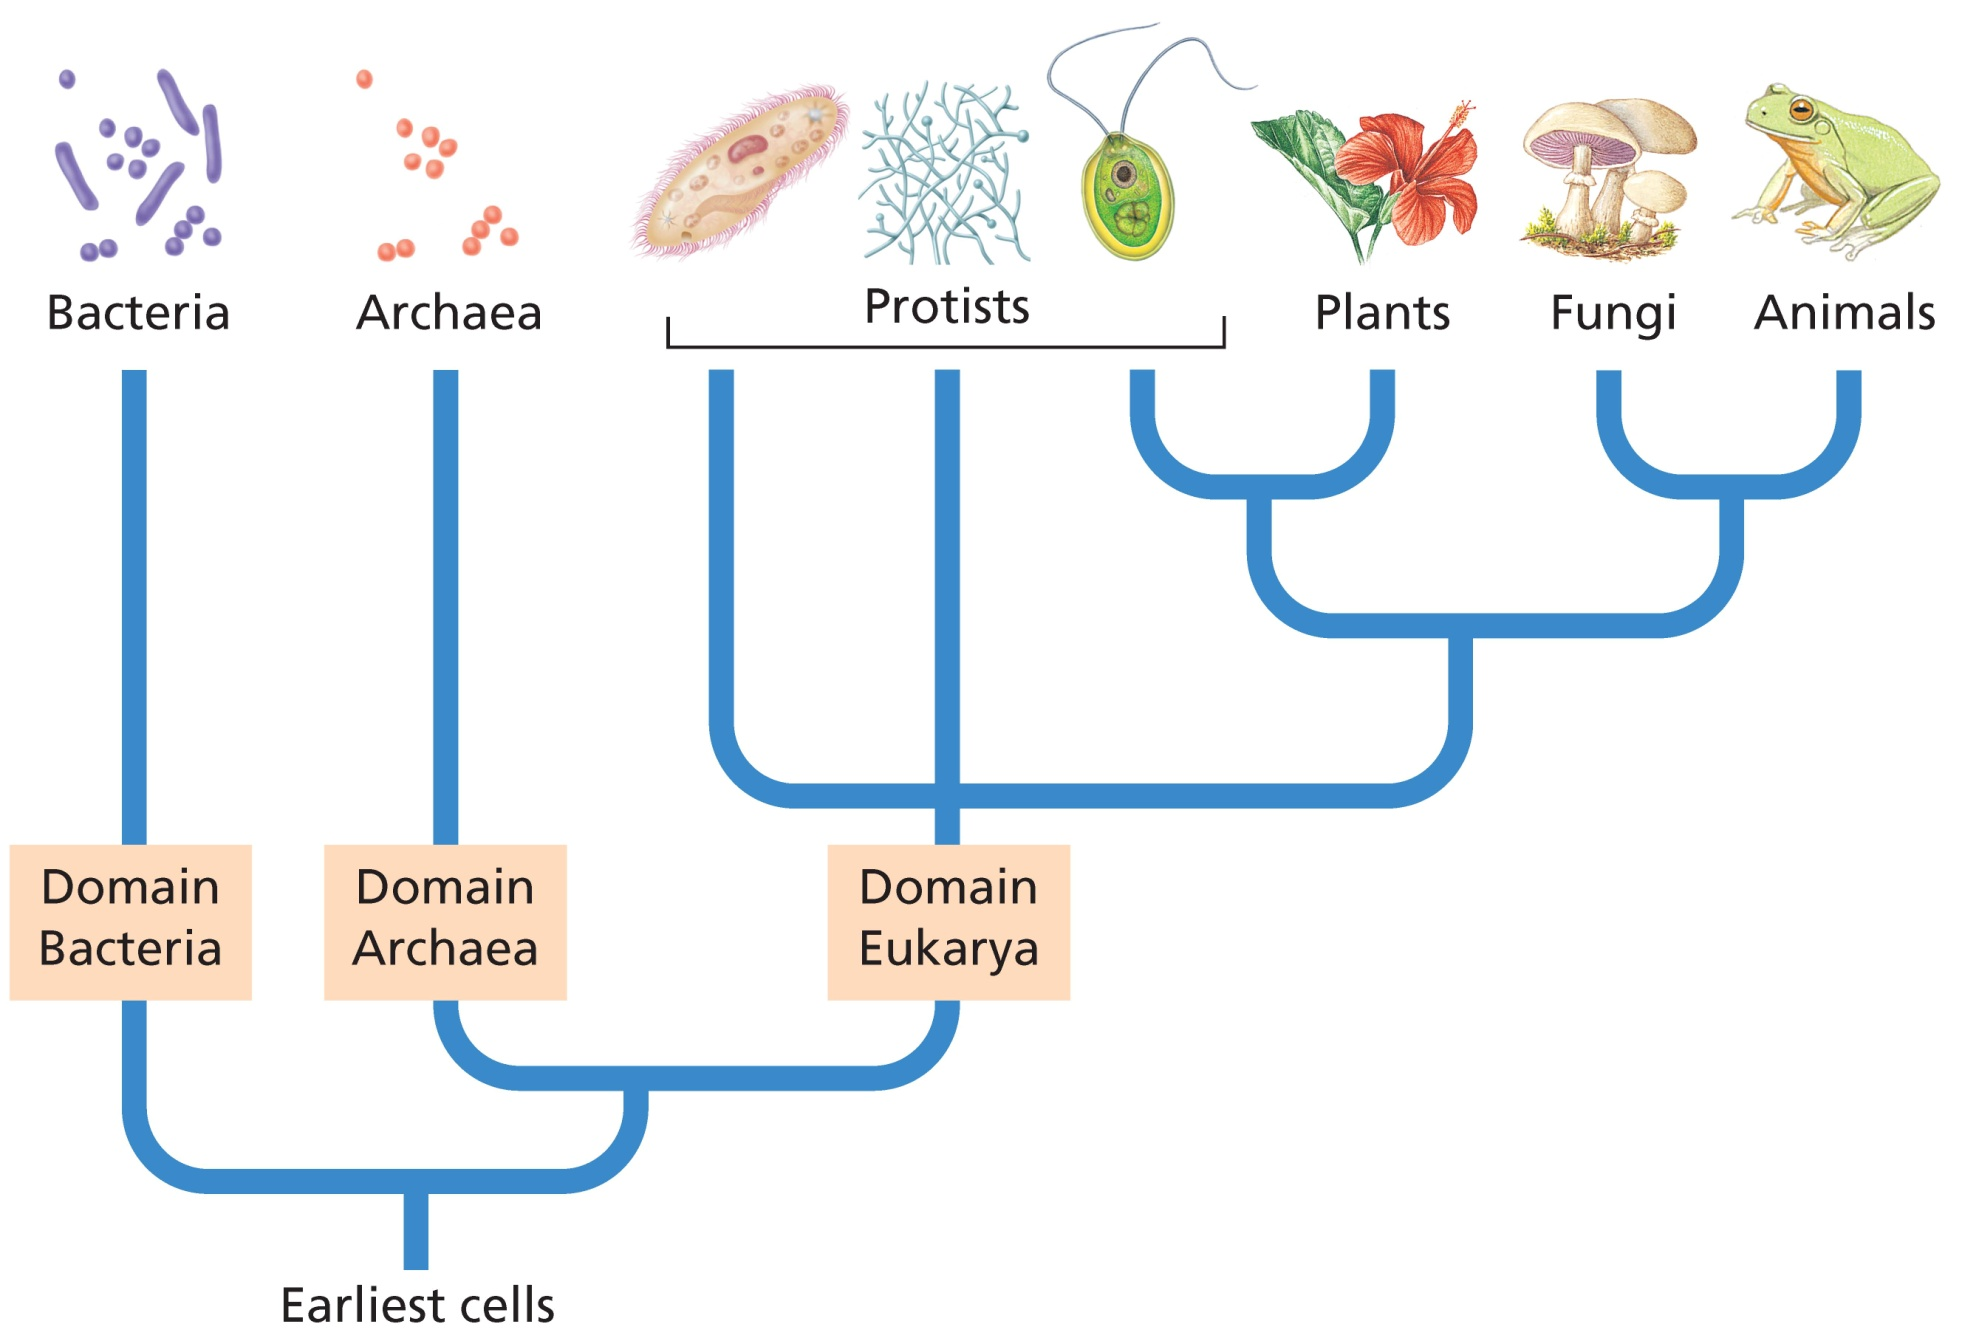 Bacteria
Archaea
Protists
Plants
Fungi
Animals
Domain
Bacteria
Domain
Archaea
Domain
Eukarya
Earliest cells